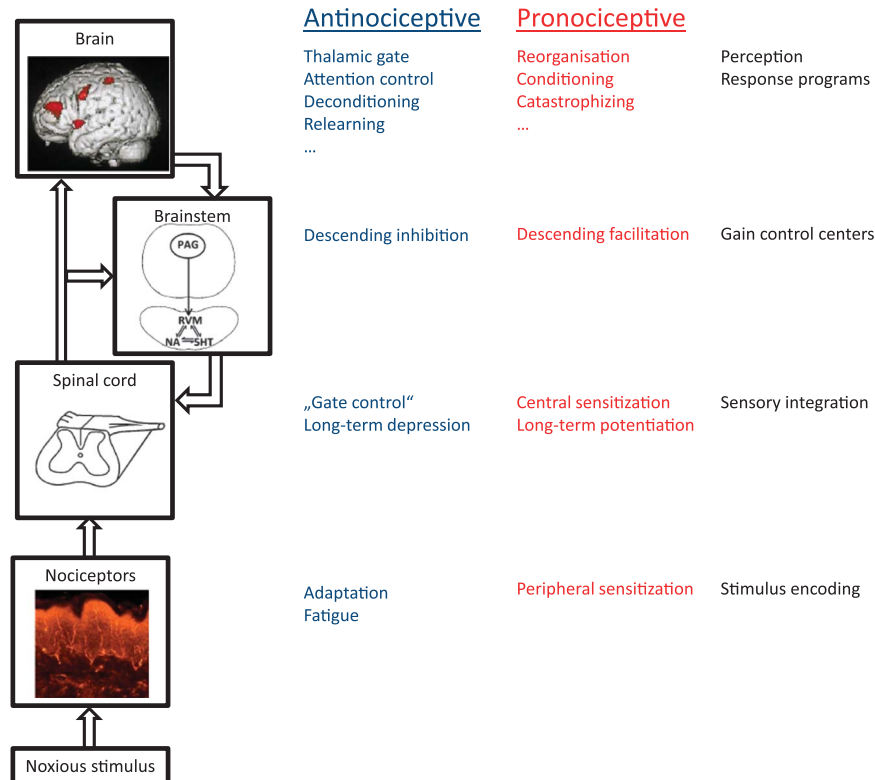 Antinociceptive
Pronociceptive
Brain
Thalamic gate
Attention control
Deconditioning
Relearning
...
Reorganisation
Conditioning
Catastrophizing
...
Perception
Response programs
Brainstem
PAG
RVM
NA
5HT
Descending inhibition
Descending facilitation
Gain control centers
Spinal cord
„Gate control“
Long-term depression
Central sensitization
Long-term potentiation
Sensory integration
Nociceptors
Adaptation
Fatigue
Peripheral sensitization
Stimulus encoding
Noxious stimulus